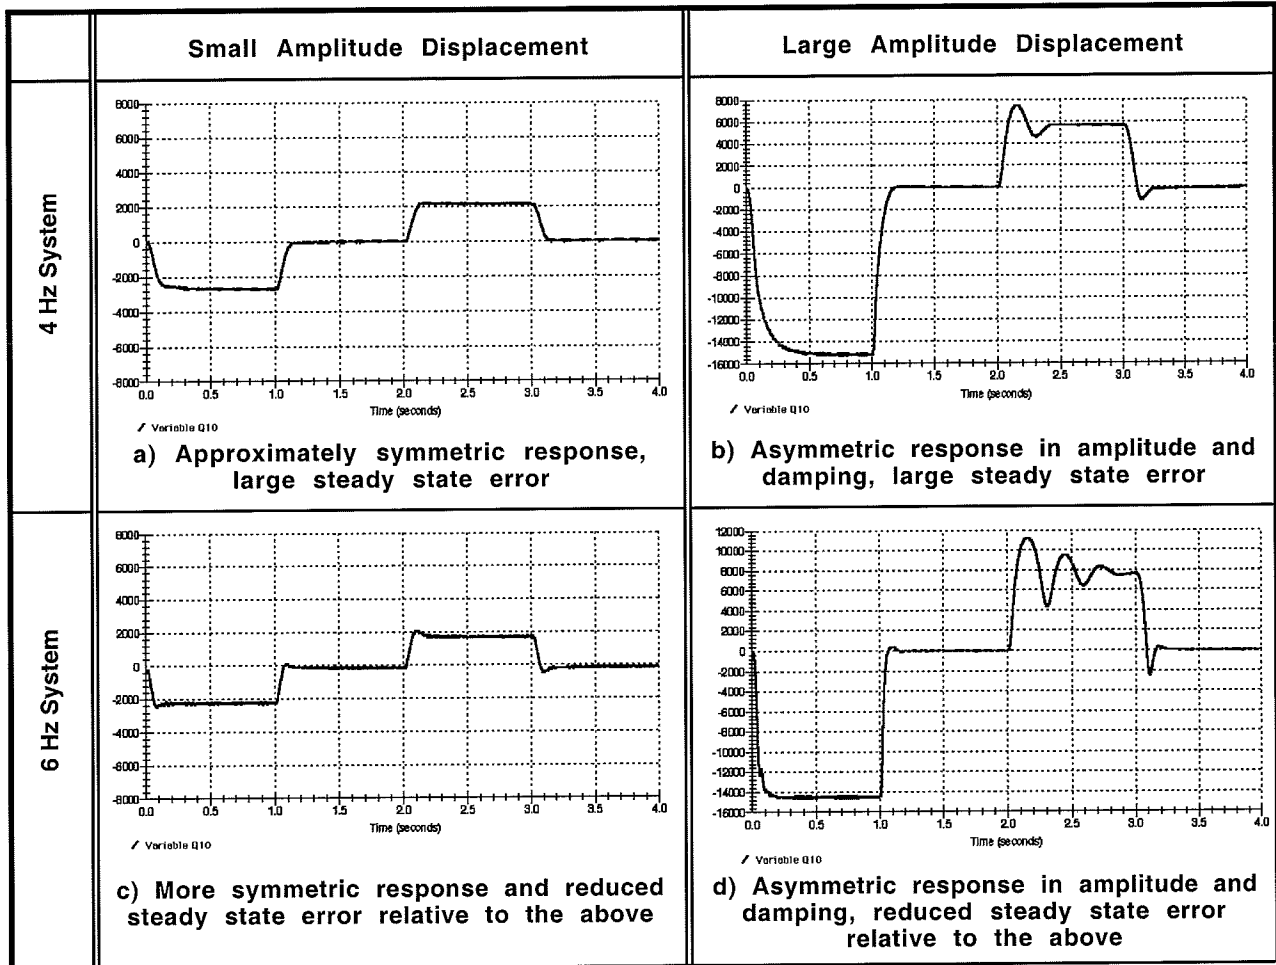 Small Amplitude Displacement
Large Amplitude Displacement
4 Hz System
8000
6000
4000
2000
0
-2000
-4000
-6000
-8000
0.0 0.5 1.0 1.5 2.0 2.5 3.0 3.5 4.0
Time (seconds)
Variable Q10
a) Approximately symmetric response,
large steady state error
8000
6000
4000
2000
0
-2000
-4000
-6000
-8000
-10000
-12000
-14000
-16000
0.0 0.5 1.0 1.5 2.0 2.5 3.0 3.5 4.0
Time (seconds)
Variable Q10
b) Asymmetric response in amplitude and
damping, large steady state error
6 Hz System
8000
6000
4000
2000
0
-2000
-4000
-6000
-8000
0.0 0.5 1.0 1.5 2.0 2.5 3.0 3.5 4.0
Time (seconds)
Variable Q10
c) More symmetric response and reduced
steady state error relative to the above
12000
10000
8000
6000
4000
2000
0
-2000
-4000
-6000
-8000
-10000
-12000
-14000
-16000
0.0 0.5 1.0 1.5 2.0 2.5 3.0 3.5 4.0
Time (seconds)
Variable Q10
d) Asymmetric response in amplitude and
damping, reduced steady state error
relative to the above